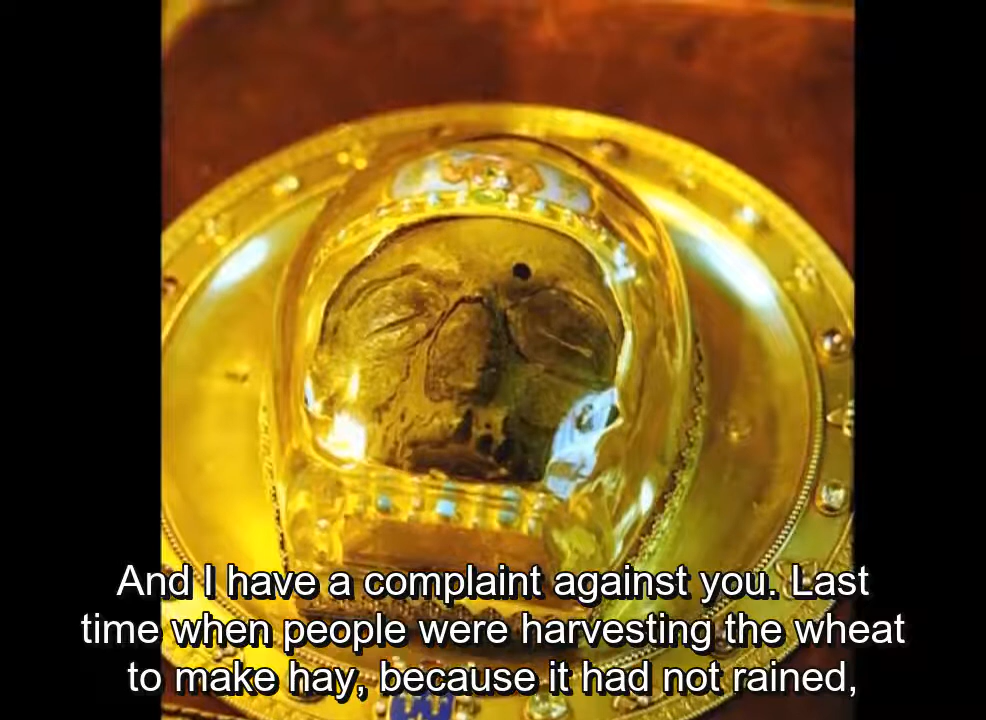 And I have a complaint against you. Last
time when people were harvesting the wheat
to make hay, because it had not rained,